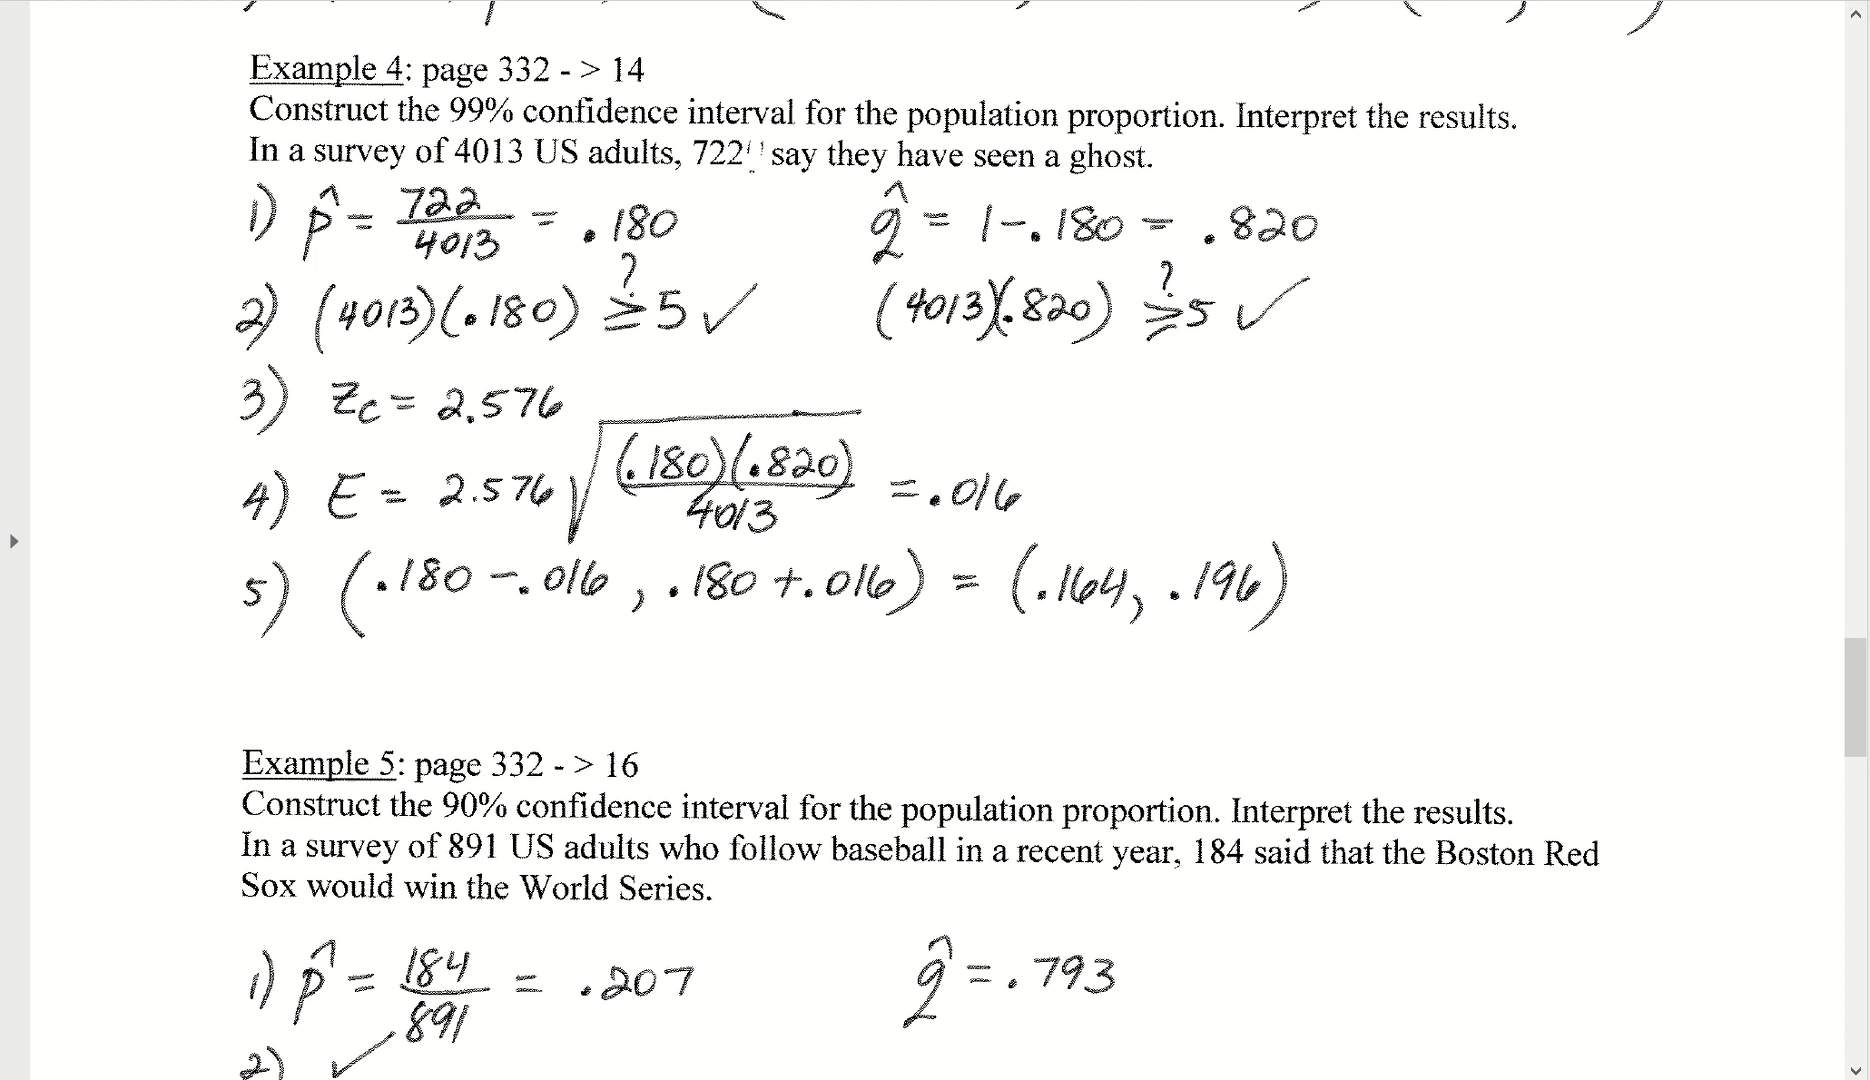 Example 4: page 332 - > 14
Construct the 99% confidence interval for the population proportion. Interpret the results.
In a survey of 4013 US adults, 722 say they have seen a ghost.
1) p̂ = 722/4013 = .180 q̂ = 1-.180 = .820
2) (4013)(.180) ≥? 5 ✓ (4013)(.820) ≥? 5 ✓
3) Zc = 2.576
4) E = 2.576 √((.180)(.820)/4013) = .016
5) (.180 - .016, .180 + .016) = (.164, .196)
Example 5: page 332 - > 16
Construct the 90% confidence interval for the population proportion. Interpret the results.
In a survey of 891 US adults who follow baseball in a recent year, 184 said that the Boston Red
Sox would win the World Series.
1) p̂ = 184/891 = .207 q̂ = .793
2) ✓